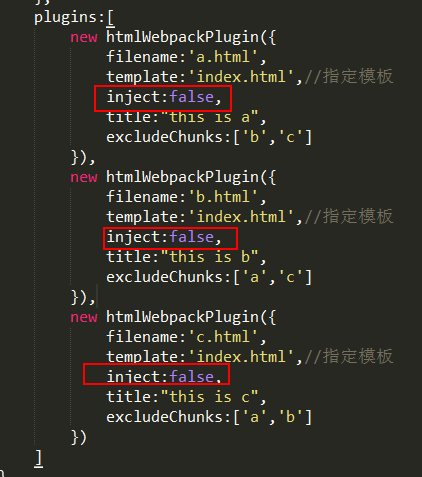 },
plugins:[
new htmlWebpackPlugin({
filename:'a.html',
template:'index.html',//指定模板
inject:false,
title:"this is a",
excludeChunks:['b','c']
}),
new htmlWebpackPlugin({
filename:'b.html',
template:'index.html',//指定模板
inject:false,
title:"this is b",
excludeChunks:['a','c']
}),
new htmlWebpackPlugin({
filename:'c.html',
template:'index.html',//指定模板
inject:false,
title:"this is c",
excludeChunks:['a','b']
})
]